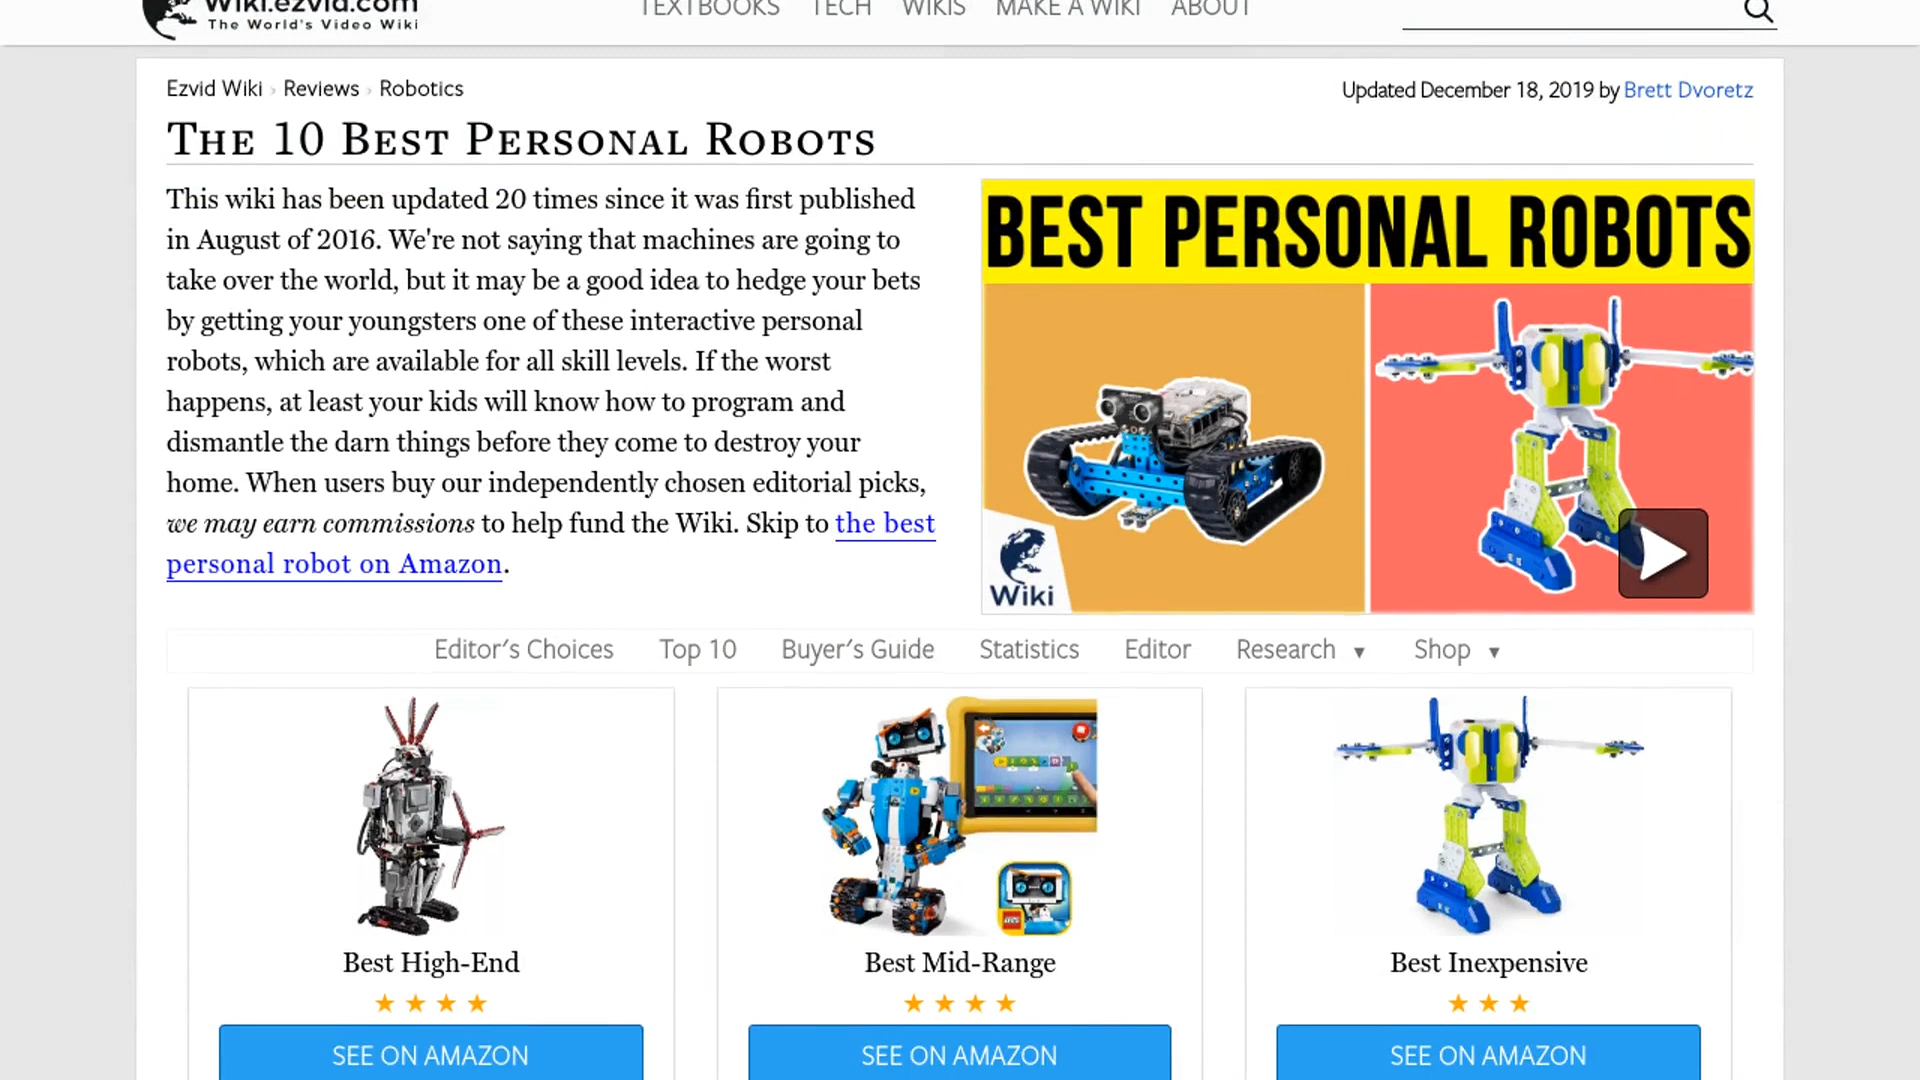 Wiki.ezvid.com
The World's Video Wiki
TEXTBOOKS TECH WIKIS MAKE A WIKI ABOUT
Ezvid Wiki › Reviews › Robotics
Updated December 18, 2019 by Brett Dvoretz
THE 10 BEST PERSONAL ROBOTS
This wiki has been updated 20 times since it was first published
in August of 2016. We're not saying that machines are going to
take over the world, but it may be a good idea to hedge your bets
by getting your youngsters one of these interactive personal
robots, which are available for all skill levels. If the worst
happens, at least your kids will know how to program and
dismantle the darn things before they come to destroy your
home. When users buy our independently chosen editorial picks,
we may earn commissions to help fund the Wiki. Skip to the best
personal robot on Amazon.
BEST PERSONAL ROBOTS
Wiki
Editor's Choices Top 10 Buyer's Guide Statistics Editor Research ▼ Shop ▼
LEGO
Best High-End
Best Mid-Range
Best Inexpensive
SEE ON AMAZON
SEE ON AMAZON
SEE ON AMAZON